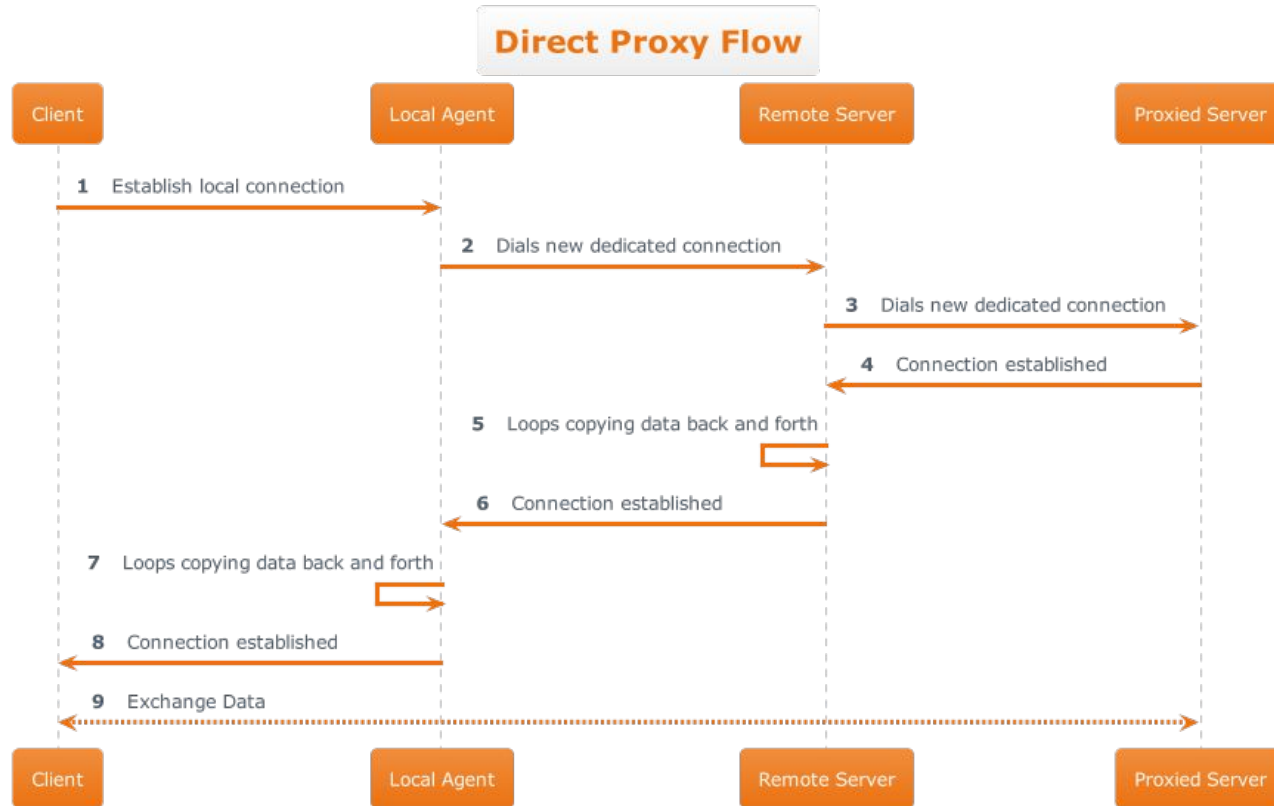 Direct Proxy Flow
Client Local Agent Remote Server Proxied Server
1 Establish local connection
2 Dials new dedicated connection
3 Dials new dedicated connection
4 Connection established
5 Loops copying data back and forth
6 Connection established
7 Loops copying data back and forth
8 Connection established
9 Exchange Data
Client Local Agent Remote Server Proxied Server